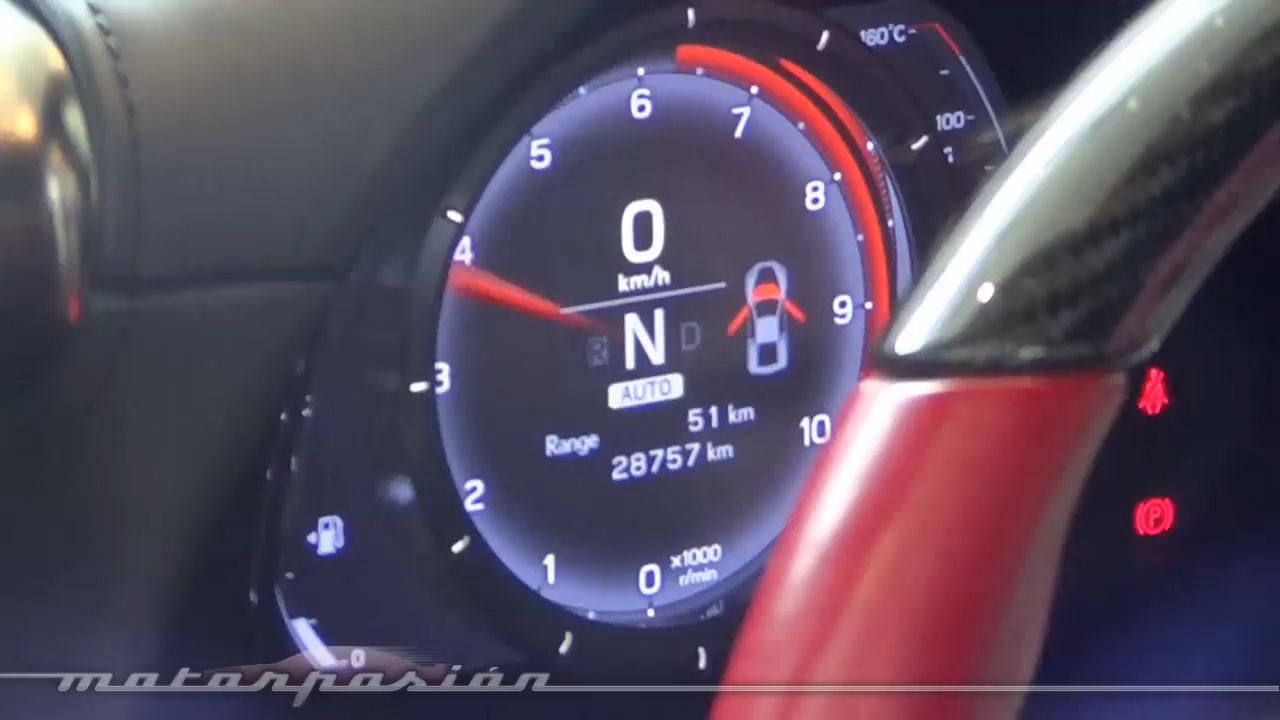 160°C
100
6
7
5
8
4
0
km/h
9
R N D
AUTO
3
51 km
Range
10
28757 km
2
x1000
r/min
1
0
P
0
motorpasión